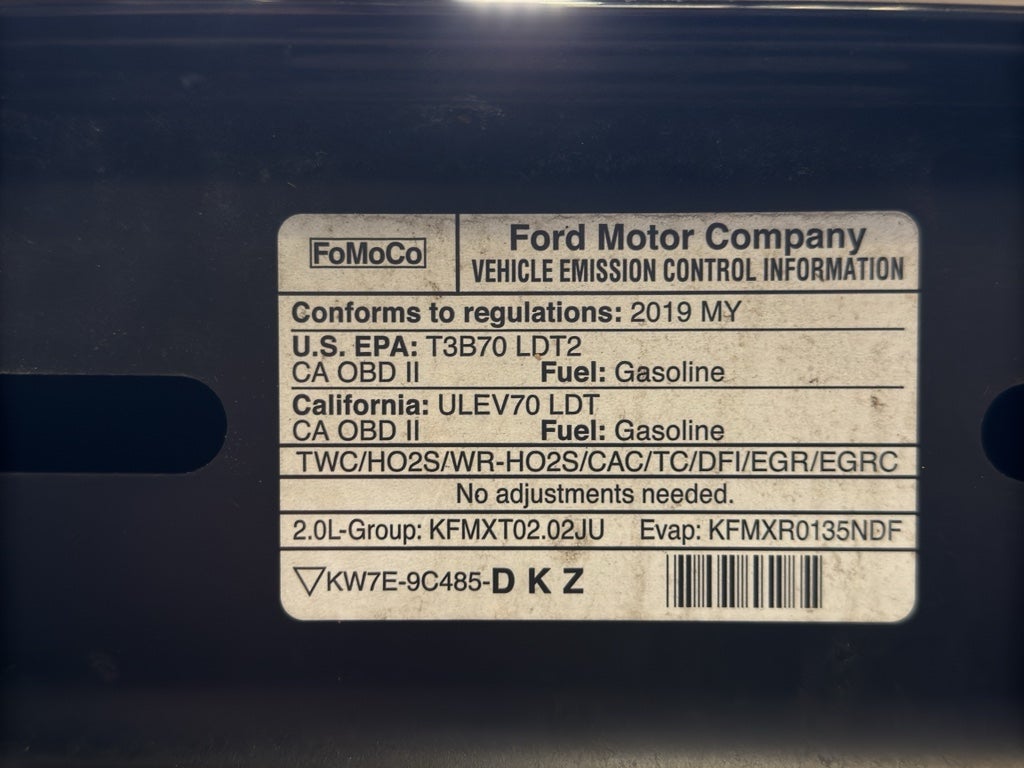 FoMoCo
Ford Motor Company
VEHICLE EMISSION CONTROL INFORMATION
Conforms to regulations: 2019 MY
U.S. EPA: T3B70 LDT2
CA OBD II Fuel: Gasoline
California: ULEV70 LDT
CA OBD II Fuel: Gasoline
TWC/HO2S/WR-HO2S/CAC/TC/DFI/EGR/EGRC
No adjustments needed.
2.0L-Group: KFMXT02.02JU Evap: KFMXR0135NDF
▽KW7E-9C485-D K Z